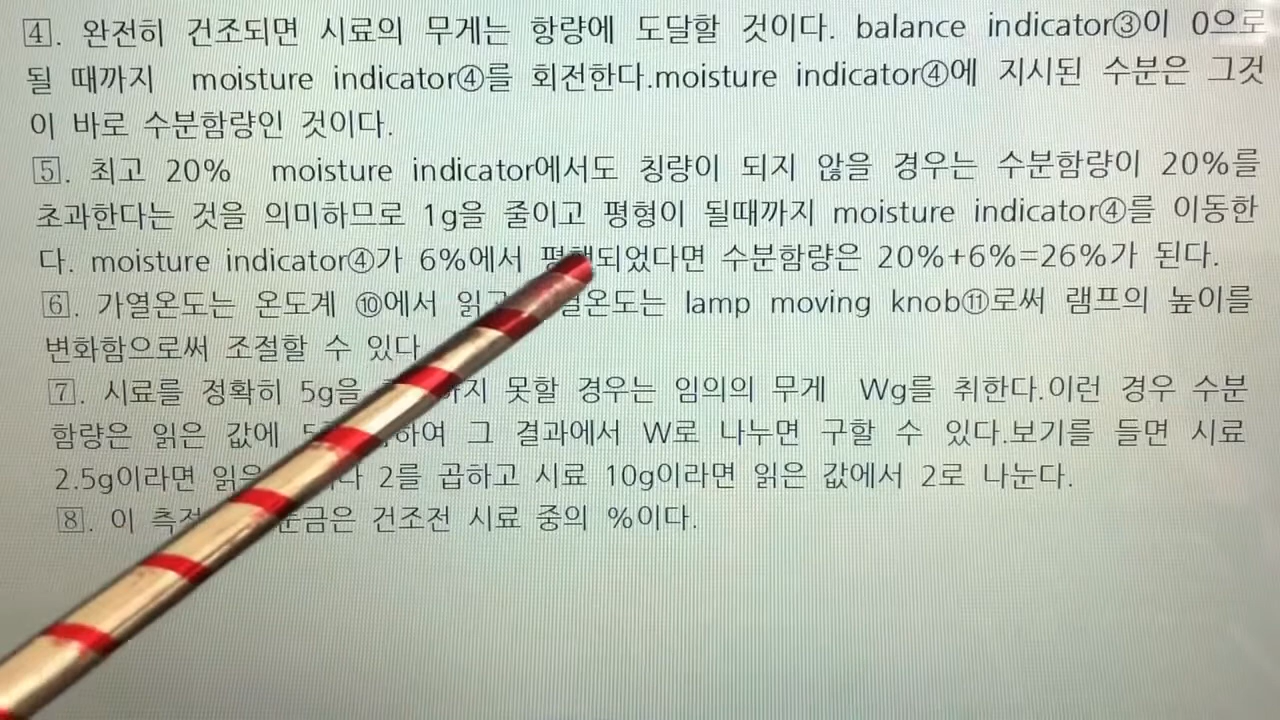 4. 완전히 건조되면 시료의 무게는 항량에 도달할 것이다. balance indicator③이 0으로
될 때까지 moisture indicator④를 회전한다.moisture indicator④에 지시된 수분은 그것
이 바로 수분함량인 것이다.
5. 최고 20% moisture indicator에서도 칭량이 되지 않을 경우는 수분함량이 20%를
초과한다는 것을 의미하므로 1g을 줄이고 평형이 될때까지 moisture indicator④를 이동한
다. moisture indicator④가 6%에서 수분함량은 20%+6%=26%가 된다.
6. 가열온도는 온도계 ⑩에서 lamp moving knob⑪로써 램프의 높이를
변화함으로써 조절할 수 있다
7. 시료를 정확히 5g을 못할 경우는 임의의 무게 Wg를 취한다.이런 경우 수분
함량은 읽은 값에 그 결과에서 W로 나누면 구할 수 있다.보기를 들면 시료
2.5g이라면 2를 곱하고 시료 10g이라면 읽은 값에서 2로 나눈다.
8. 이 건조전 시료 중의 %이다.